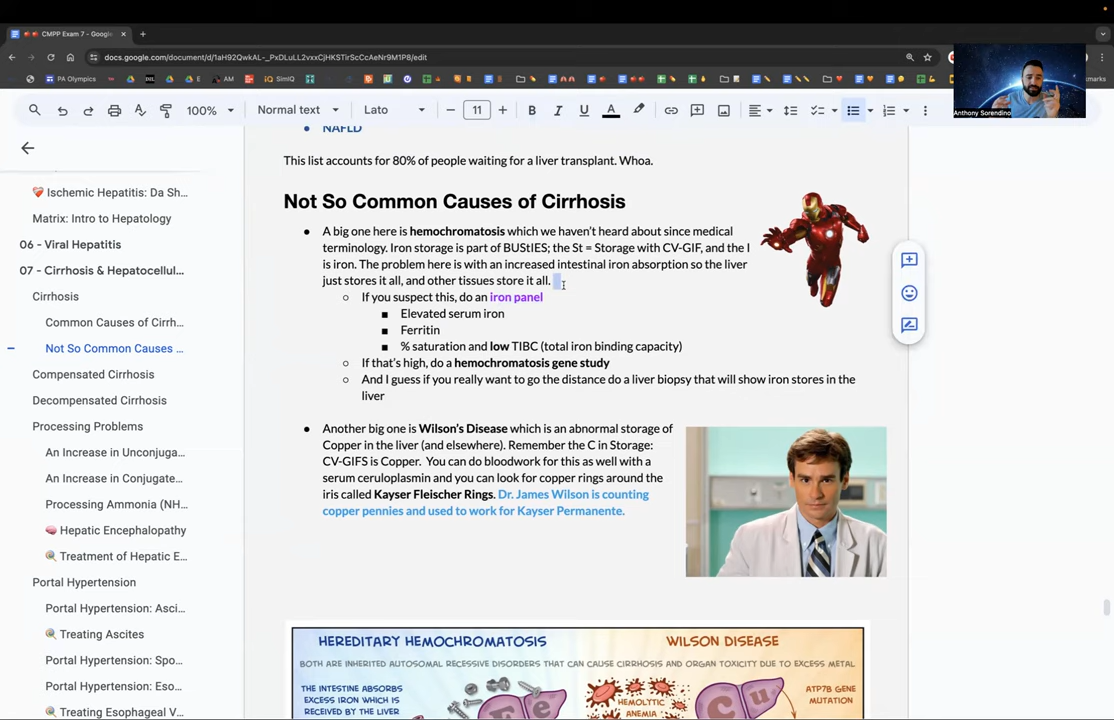 CMPP Exam 7 - Google
docs.google.com/document/d/1aH92QwkAL-_PxDLuLL2vxxCjHKSTirScCcAeNr9M1P8/edit
PA Olympics
AM
iQ SimIQ
Anthony Sorendino
100%
Normal text
Lato
11
B I U A
Ischemic Hepatitis: Da Sh...
Matrix: Intro to Hepatology
06 - Viral Hepatitis
07 - Cirrhosis & Hepatocellul...
Cirrhosis
Common Causes of Cirrh...
Not So Common Causes ...
Compensated Cirrhosis
Decompensated Cirrhosis
Processing Problems
An Increase in Unconjuga...
An Increase in Conjugate...
Processing Ammonia (NH...
Hepatic Encephalopathy
Treatment of Hepatic E...
Portal Hypertension
Portal Hypertension: Asci...
Treating Ascites
Portal Hypertension: Spo...
Portal Hypertension: Eso...
Treating Esophageal V...
NAFLD
This list accounts for 80% of people waiting for a liver transplant. Whoa.
Not So Common Causes of Cirrhosis
A big one here is hemochromatosis which we haven't heard about since medical
terminology. Iron storage is part of BUStIES; the St = Storage with CV-GIF, and the I
is iron. The problem here is with an increased intestinal iron absorption so the liver
just stores it all, and other tissues store it all.
If you suspect this, do an iron panel
Elevated serum iron
Ferritin
% saturation and low TIBC (total iron binding capacity)
If that's high, do a hemochromatosis gene study
And I guess if you really want to go the distance do a liver biopsy that will show iron stores in the
liver
Another big one is Wilson's Disease which is an abnormal storage of
Copper in the liver (and elsewhere). Remember the C in Storage:
CV-GIFS is Copper. You can do bloodwork for this as well with a
serum ceruloplasmin and you can look for copper rings around the
iris called Kayser Fleischer Rings. Dr. James Wilson is counting
copper pennies and used to work for Kayser Permanente.
HEREDITARY HEMOCHROMATOSIS
WILSON DISEASE
BOTH ARE INHERITED AUTOSOMAL RECESSIVE DISORDERS THAT CAN CAUSE CIRRHOSIS AND ORGAN TOXICITY DUE TO EXCESS METAL
THE INTESTINE ABSORBS
EXCESS IRON WHICH IS
RECEIVED BY THE LIVER
Fe
HEMOLYTIC
ANEMIA
Cu
ATP7B GENE
MUTATION